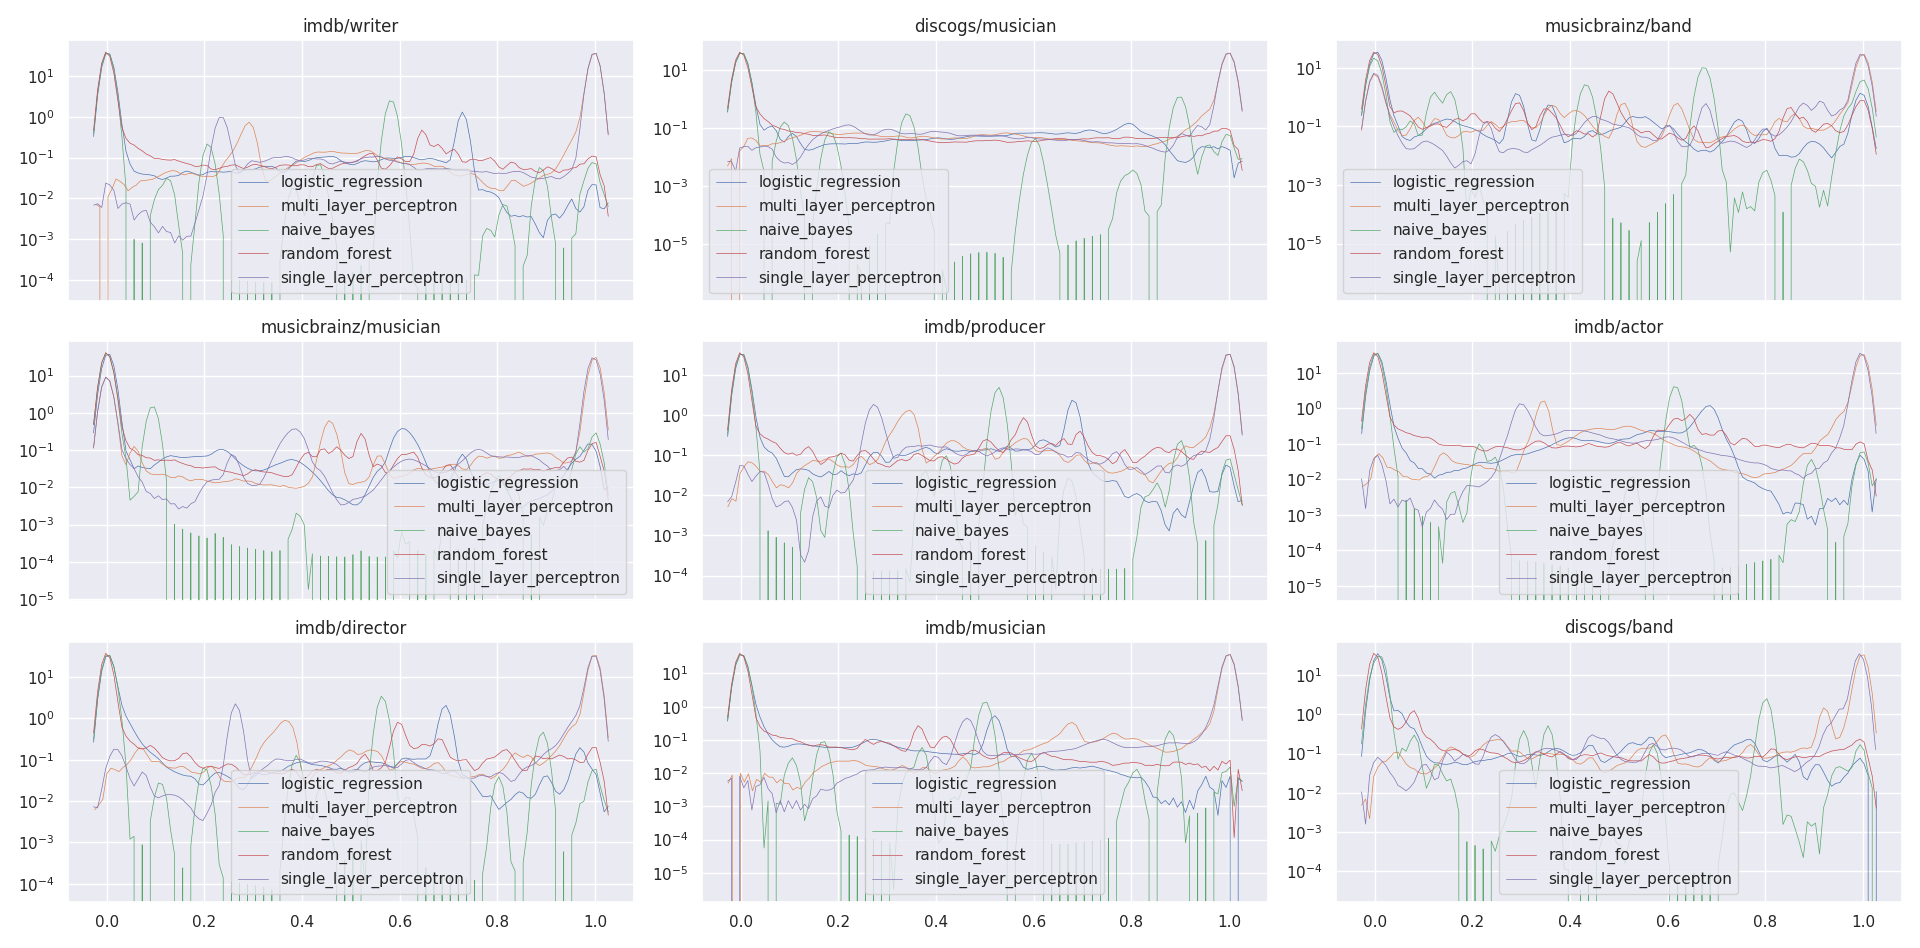 imdb/writer
10¹
10⁰
10⁻¹
10⁻²
10⁻³
10⁻⁴
logistic_regression
multi_layer_perceptron
naive_bayes
random_forest
single_layer_perceptron
discogs/musician
10¹
10⁻¹
10⁻³
10⁻⁵
logistic_regression
multi_layer_perceptron
naive_bayes
random_forest
single_layer_perceptron
musicbrainz/band
10¹
10⁻¹
10⁻³
10⁻⁵
logistic_regression
multi_layer_perceptron
naive_bayes
random_forest
single_layer_perceptron
musicbrainz/musician
10¹
10⁰
10⁻¹
10⁻²
10⁻³
10⁻⁴
10⁻⁵
logistic_regression
multi_layer_perceptron
naive_bayes
random_forest
single_layer_perceptron
imdb/producer
10¹
10⁰
10⁻¹
10⁻²
10⁻³
10⁻⁴
logistic_regression
multi_layer_perceptron
naive_bayes
random_forest
single_layer_perceptron
imdb/actor
10¹
10⁰
10⁻¹
10⁻²
10⁻³
10⁻⁴
10⁻⁵
logistic_regression
multi_layer_perceptron
naive_bayes
random_forest
single_layer_perceptron
imdb/director
10¹
10⁰
10⁻¹
10⁻²
10⁻³
10⁻⁴
logistic_regression
multi_layer_perceptron
naive_bayes
random_forest
single_layer_perceptron
0.0 0.2 0.4 0.6 0.8 1.0
imdb/musician
10¹
10⁰
10⁻¹
10⁻²
10⁻³
10⁻⁴
10⁻⁵
logistic_regression
multi_layer_perceptron
naive_bayes
random_forest
single_layer_perceptron
0.0 0.2 0.4 0.6 0.8 1.0
discogs/band
10¹
10⁰
10⁻¹
10⁻²
10⁻³
10⁻⁴
logistic_regression
multi_layer_perceptron
naive_bayes
random_forest
single_layer_perceptron
0.0 0.2 0.4 0.6 0.8 1.0